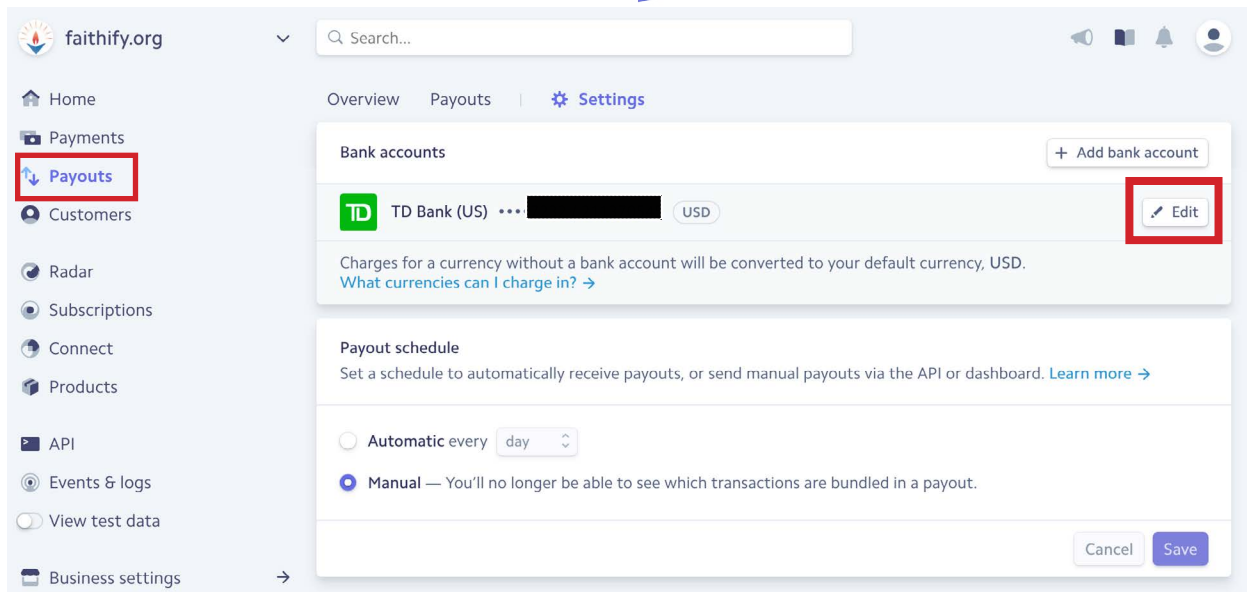 faithify.org
Search...
Home
Payments
Payouts
Customers
Radar
Subscriptions
Connect
Products
API
Events & logs
View test data
Business settings
Overview Payouts Settings
Bank accounts
+ Add bank account
TD
TD Bank (US) •••• USD
Edit
Charges for a currency without a bank account will be converted to your default currency, USD.
What currencies can I charge in? →
Payout schedule
Set a schedule to automatically receive payouts, or send manual payouts via the API or dashboard. Learn more →
Automatic every day
Manual — You’ll no longer be able to see which transactions are bundled in a payout.
Cancel Save